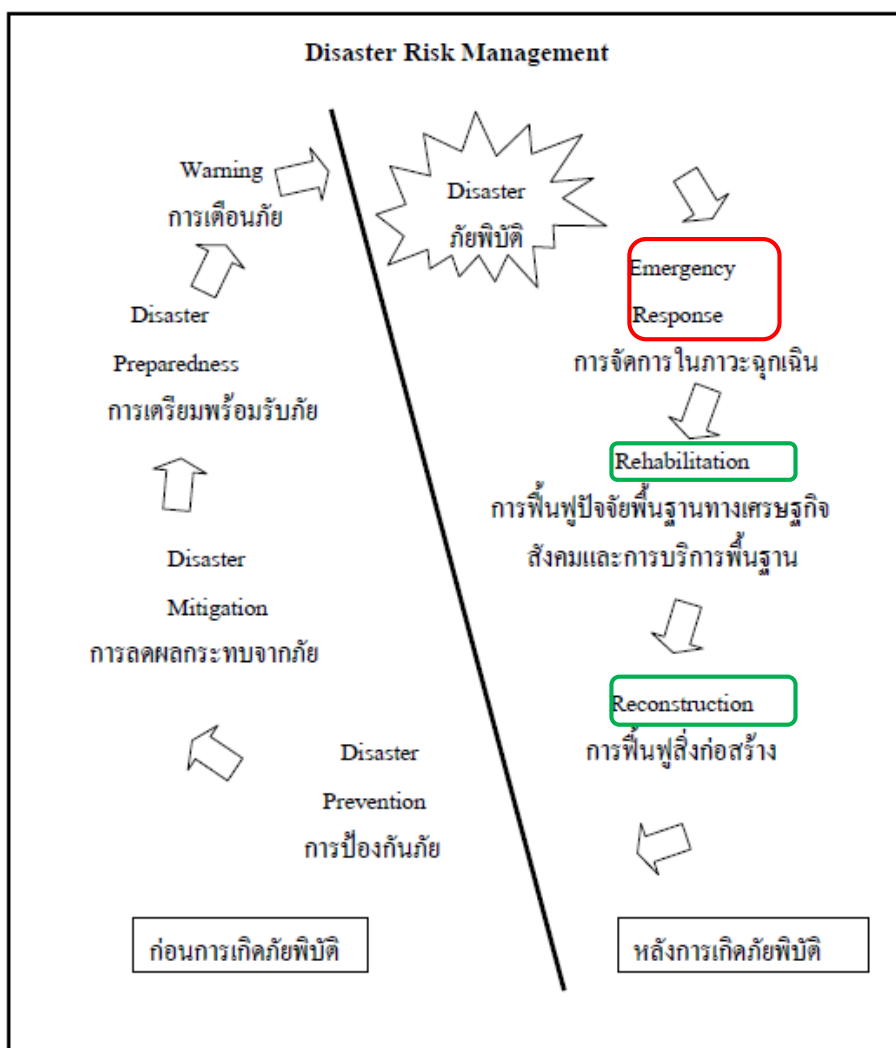 Disaster Risk Management
Warning
การเตือนภัย
Disaster
Preparedness
การเตรียมพร้อมรับภัย
Disaster
Mitigation
การลดผลกระทบจากภัย
Disaster
Prevention
การป้องกันภัย
ก่อนการเกิดภัยพิบัติ
Disaster
ภัยพิบัติ
Emergency
Response
การจัดการในภาวะฉุกเฉิน
Rehabilitation
การฟื้นฟูปัจจัยพื้นฐานทางเศรษฐกิจ
สังคมและการบริการพื้นฐาน
Reconstruction
การฟื้นฟูสิ่งก่อสร้าง
หลังการเกิดภัยพิบัติ